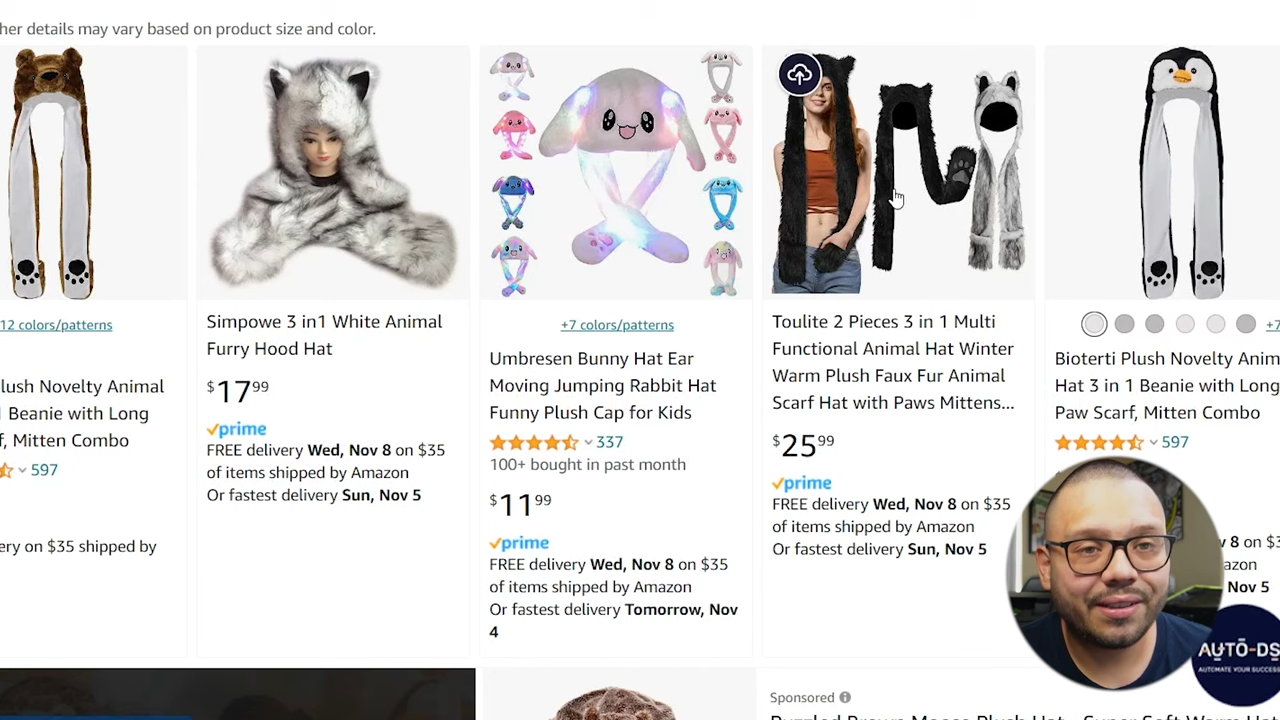 her details may vary based on product size and color.
12 colors/patterns
lush Novelty Animal
Beanie with Long
f, Mitten Combo
597
ery on $35 shipped by
Simpowe 3 in1 White Animal
Furry Hood Hat
$17.99
prime
FREE delivery Wed, Nov 8 on $35
of items shipped by Amazon
Or fastest delivery Sun, Nov 5
+7 colors/patterns
Umbresen Bunny Hat Ear
Moving Jumping Rabbit Hat
Funny Plush Cap for Kids
337
100+ bought in past month
$11.99
prime
FREE delivery Wed, Nov 8 on $35
of items shipped by Amazon
Or fastest delivery Tomorrow, Nov
4
Toulite 2 Pieces 3 in 1 Multi
Functional Animal Hat Winter
Warm Plush Faux Fur Animal
Scarf Hat with Paws Mittens...
$25.99
prime
FREE delivery Wed, Nov 8 on $35
of items shipped by Amazon
Or fastest delivery Sun, Nov 5
+7
Bioterti Plush Novelty Anim
Hat 3 in 1 Beanie with Long
Paw Scarf, Mitten Combo
597
v 8 on $3
azon
Nov 5
AUTŌ-DS
AUTOMATE YOUR SUCCESS
Sponsored